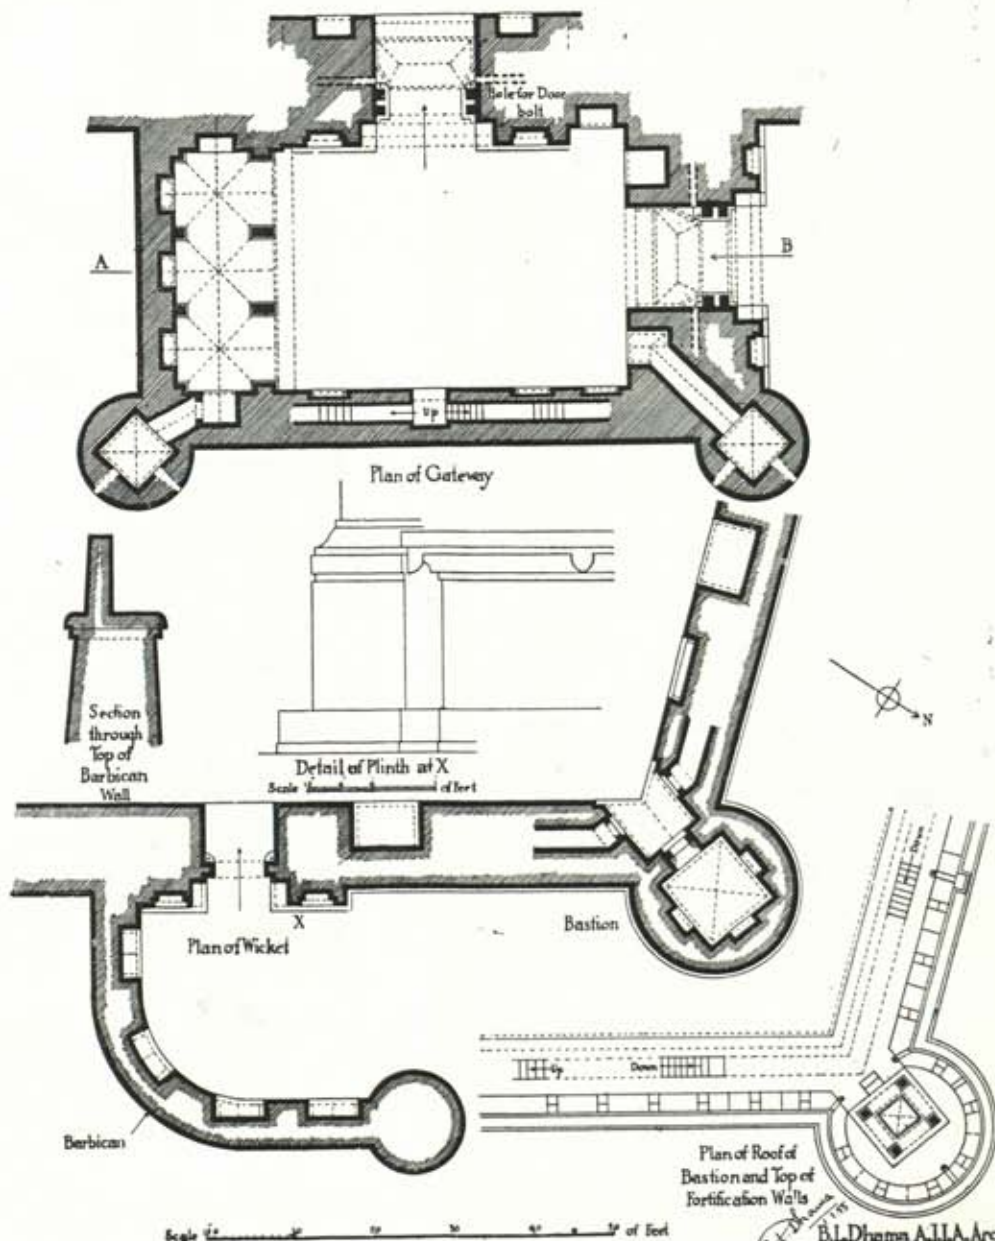 Hole for Door
bolt
A
B
Up
Plan of Gateway
Section
through
Top of
Barbican
Wall
Detail of Plinth at X
Scale of Feet
N
X
Plan of Wicket
Bastion
Down
Up
Down
Barbican
Plan of Roof of
Bastion and Top of
Fortification Walls
Scale of Feet
B.L.Dhama A.I.I.A. Arc